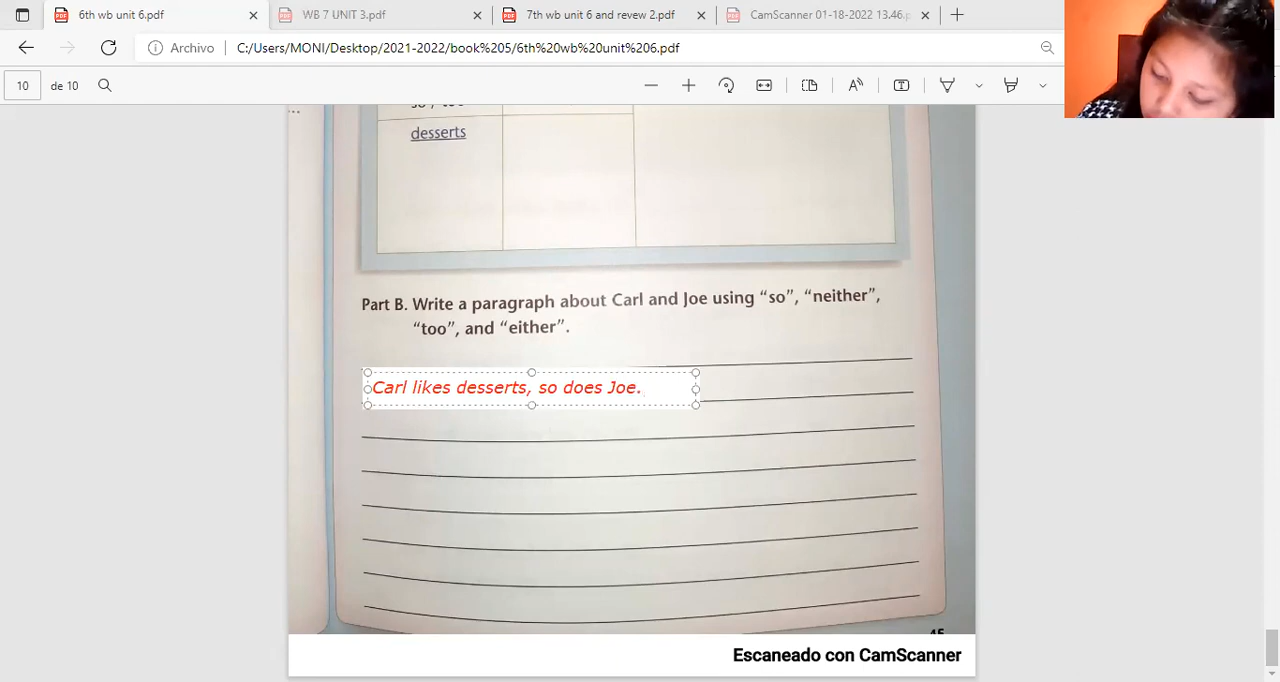 6th wb unit 6.pdf
WB 7 UNIT 3.pdf
7th wb unit 6 and revew 2.pdf
CamScanner 01-18-2022 13.46.p
Archivo
C:/Users/MONI/Desktop/2021-2022/book%205/6th%20wb%20unit%206.pdf
10
de 10
desserts
Part B. Write a paragraph about Carl and Joe using “so”, “neither”,
“too”, and “either”.
Carl likes desserts, so does Joe.
Escaneado con CamScanner